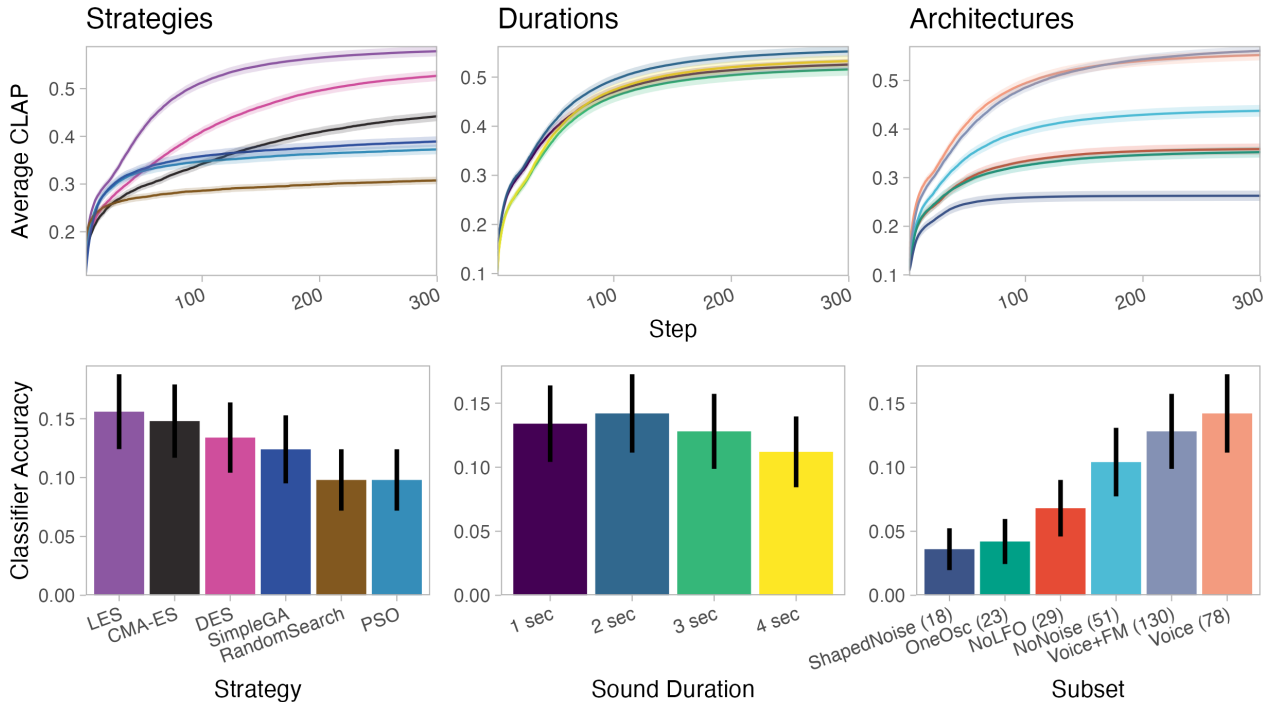 Strategies
Durations
Architectures
Average CLAP
0.5
0.4
0.3
0.2
100
200
300
0.5
0.4
0.3
0.2
0.1
100
200
300
0.5
0.4
0.3
0.2
0.1
100
200
300
Step
Classifier Accuracy
0.15
0.10
0.05
0.00
LES
CMA-ES
DES
SimpleGA
RandomSearch
PSO
Strategy
0.15
0.10
0.05
0.00
1 sec
2 sec
3 sec
4 sec
Sound Duration
0.15
0.10
0.05
0.00
ShapedNoise (18)
OneOsc (23)
NoLFO (29)
NoNoise (51)
Voice+FM (130)
Voice (78)
Subset